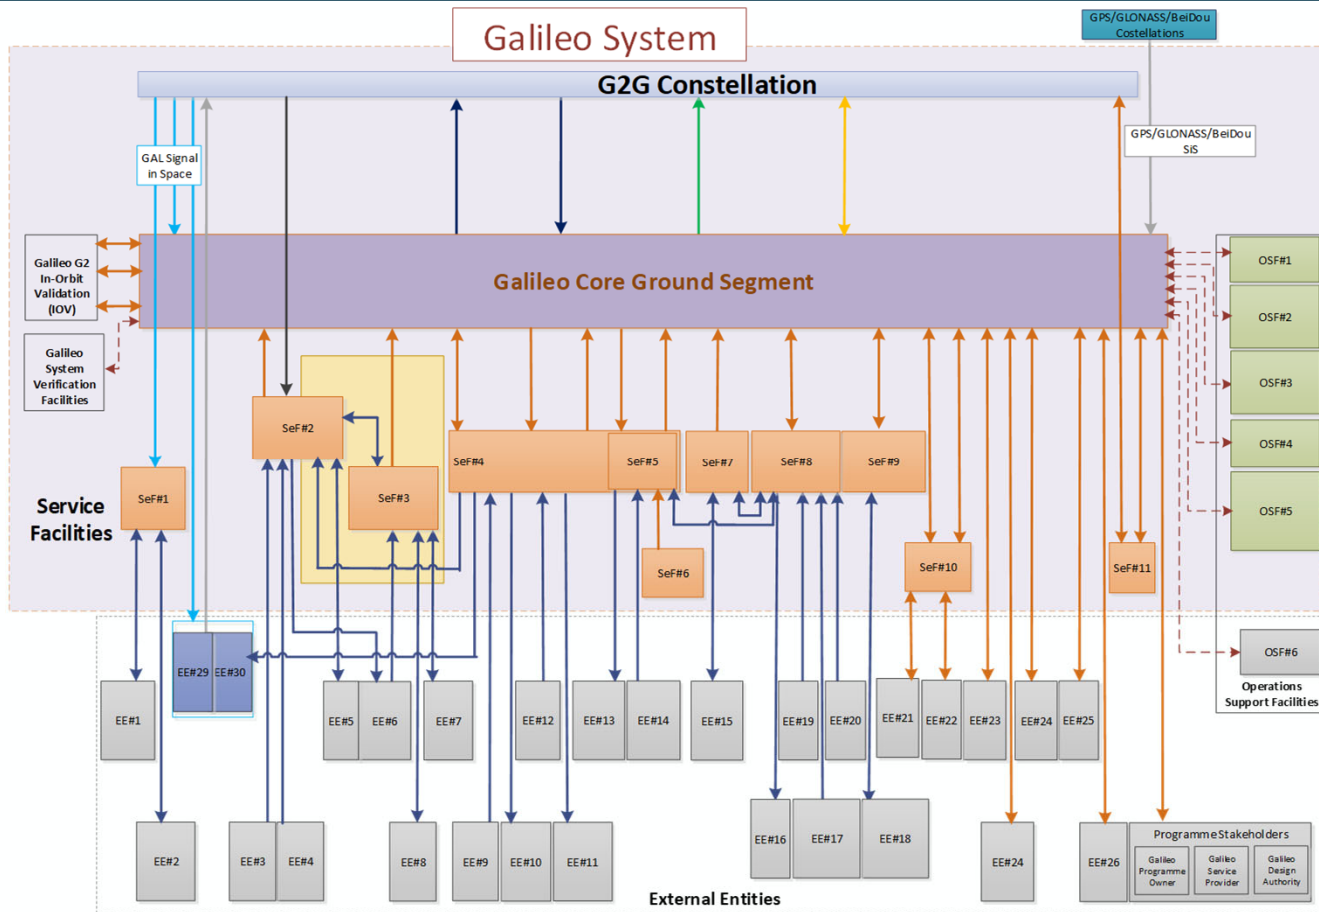 Galileo System
GPS/GLONASS/BeiDou
Costellations
G2G Constellation
GPS/GLONASS/BeiDou
SiS
GAL Signal
in Space
Galileo G2
In-Orbit
Validation
(IOV)
Galileo Core Ground Segment
OSF#1
OSF#2
Galileo
System
Verification
Facilities
OSF#3
SeF#2
OSF#4
SeF#4
SeF#5
SeF#7
SeF#8
SeF#9
SeF#1
SeF#3
Service
Facilities
OSF#5
SeF#6
SeF#10
SeF#11
OSF#6
EE#29
EE#30
Operations
Support Facilities
EE#1
EE#5
EE#6
EE#7
EE#12
EE#13
EE#14
EE#15
EE#19
EE#20
EE#21
EE#22
EE#23
EE#24
EE#25
EE#2
EE#3
EE#4
EE#8
EE#9
EE#10
EE#11
EE#16
EE#17
EE#18
EE#24
EE#26
Programme Stakeholders
Galileo
Programme
Owner
Galileo
Service
Provider
Galileo
Design
Authority
External Entities